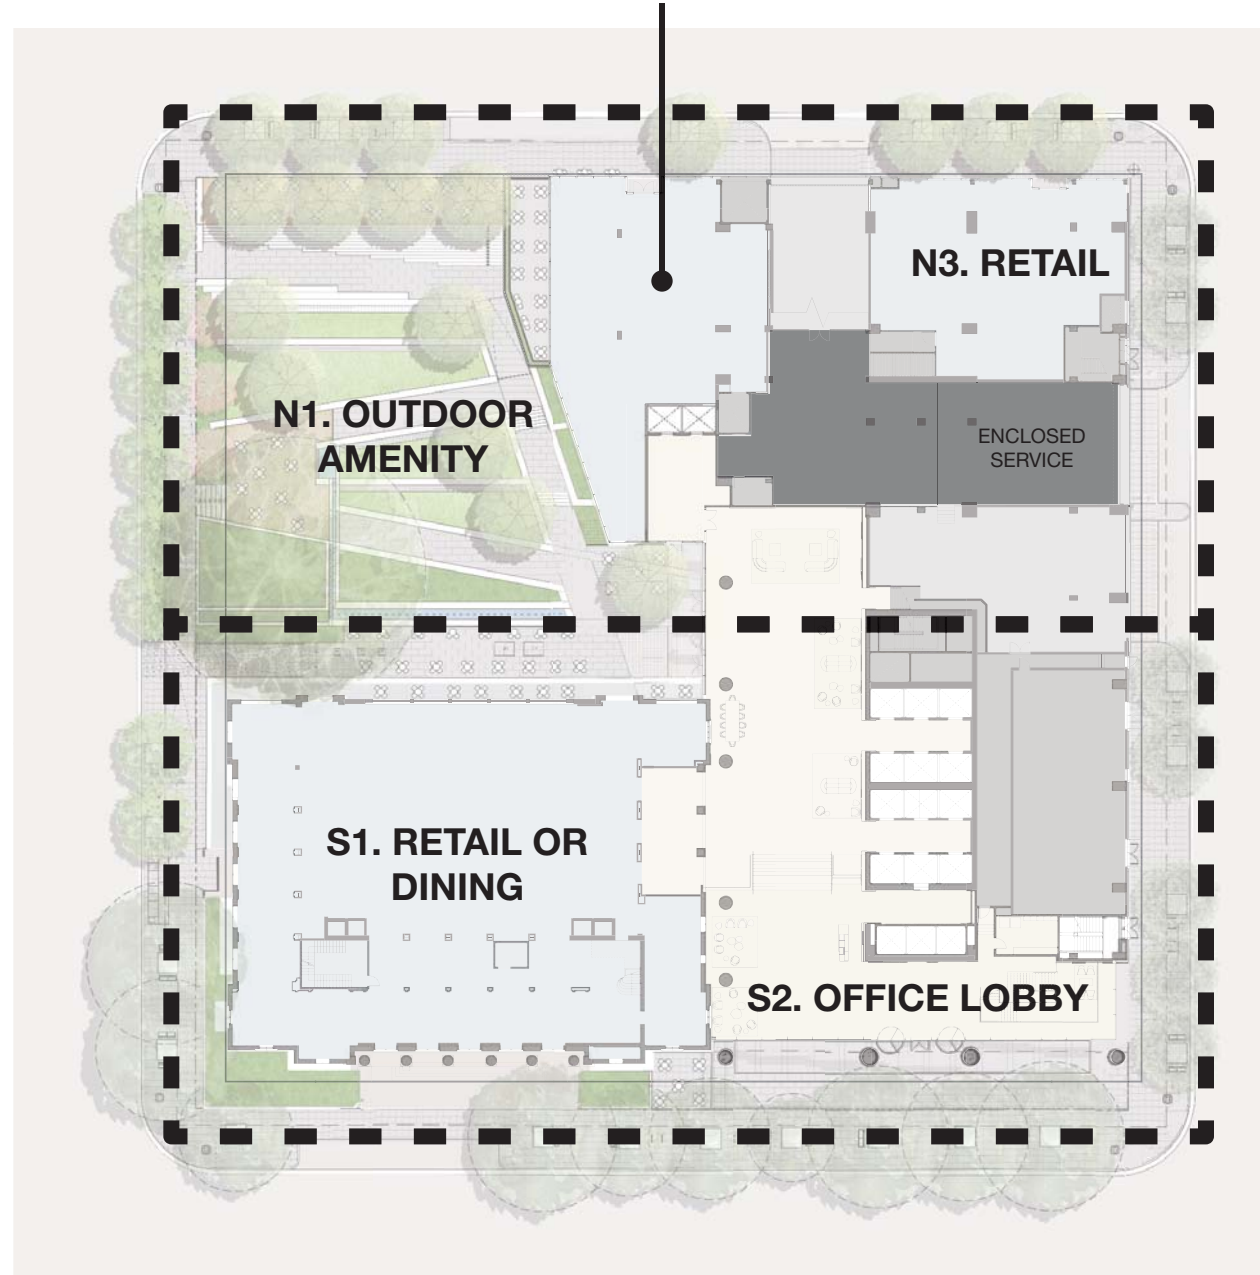 N3. RETAIL
N1. OUTDOOR
AMENITY
ENCLOSED
SERVICE
S1. RETAIL OR
DINING
S2. OFFICE LOBBY